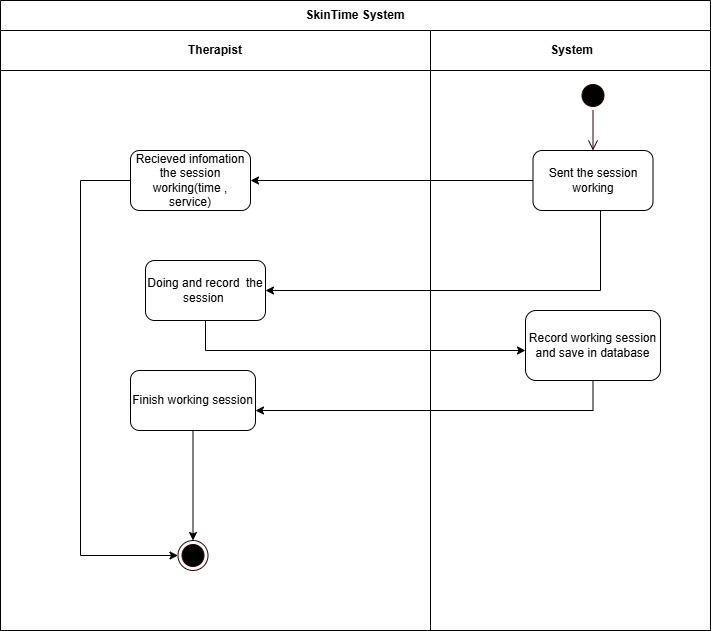 SkinTime System
Therapist
System
Recieved infomation
the session
working(time ,
service)
Sent the session
working
Doing and record the
session
Record working session
and save in database
Finish working session